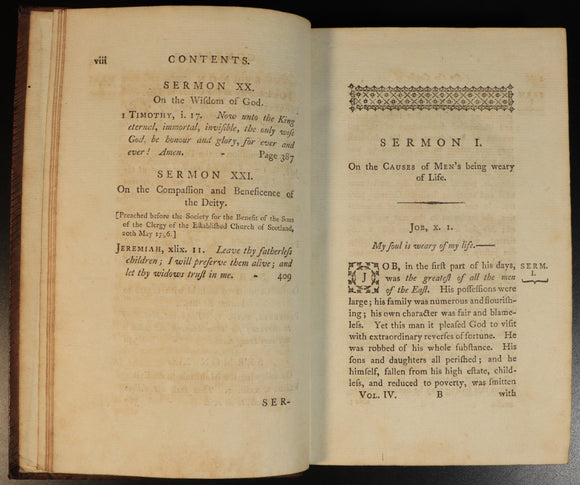 viii CONTENTS.
SERMON XX.
On the Wiſdom of God.
1 TIMOTHY, i. 17. Now unto the King
eternal, immortal, inviſible, the only wiſe
God, be honour and glory, for ever and
ever! Amen. - Page 387
SERMON XXI.
On the Compaſſion and Beneficence of
the Deity.
[Preached before the Society for the Benefit of the Sons
of the Clergy of the Eſtabliſhed Church of Scotland,
20th May 1796.]
JEREMIAH, xlix. 11. Leave thy fatherleſs
children; I will preſerve them alive; and
let thy widows truſt in me. - 409
SER-
SERMON I.
On the CAUSES of MEN's being weary
of Life.
JOB, x. 1.
My ſoul is weary of my life.——
JOB, in the firſt part of his days,
was the greateſt of all the men
of the Eaſt. His poſſeſſions were
large; his family was numerous and flouriſh-
ing; his own character was fair and blame-
leſs. Yet this man it pleaſed God to viſit
with extraordinary reverſes of fortune. He
was robbed of his whole ſubſtance. His
ſons and daughters all periſhed; and he
himſelf, fallen from his high eſtate, child-
leſs, and reduced to poverty, was ſmitten
SERM.
I.
VOL. IV. B with